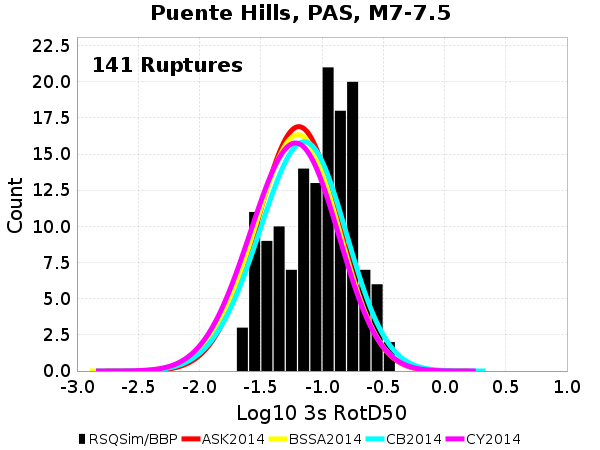 Puente Hills, PAS, M7-7.5
141 Ruptures
Count
22.5
20.0
17.5
15.0
12.5
10.0
7.5
5.0
2.5
0.0
-3.0 -2.5 -2.0 -1.5 -1.0 -0.5 0.0 0.5 1.0
Log10 3s RotD50
RSQSim/BBP ASK2014 BSSA2014 CB2014 CY2014